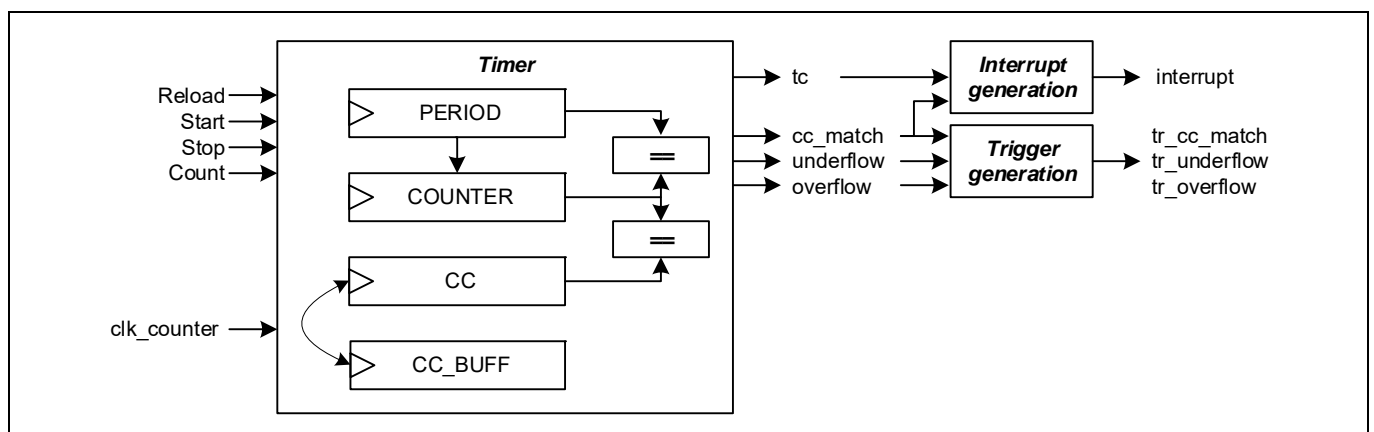 Timer
Reload
Start
Stop
Count
clk_counter
PERIOD
==
COUNTER
==
CC
CC_BUFF
tc
cc_match
underflow
overflow
Interrupt
generation
interrupt
Trigger
generation
tr_cc_match
tr_underflow
tr_overflow